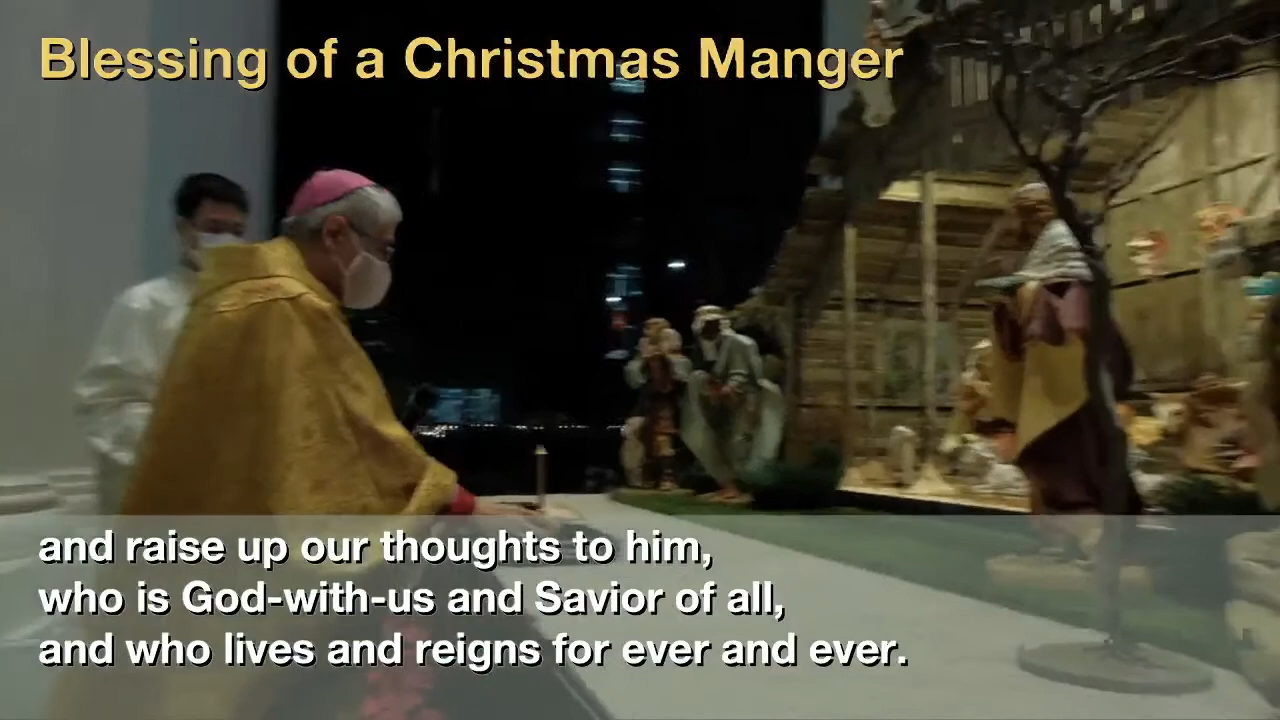 Blessing of a Christmas Manger
and raise up our thoughts to him,
who is God-with-us and Savior of all,
and who lives and reigns for ever and ever.